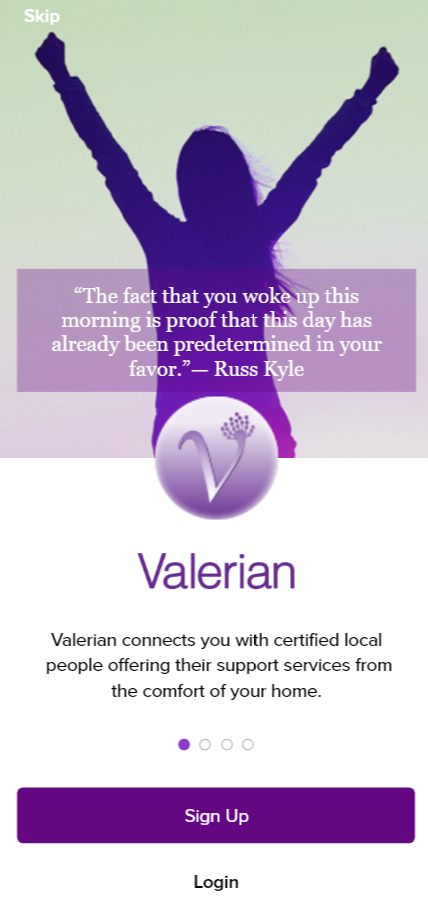 Skip
“The fact that you woke up this
morning is proof that this day has
already been predetermined in your
favor.”— Russ Kyle
V
Valerian
Valerian connects you with certified local
people offering their support services from
the comfort of your home.
Sign Up
Login